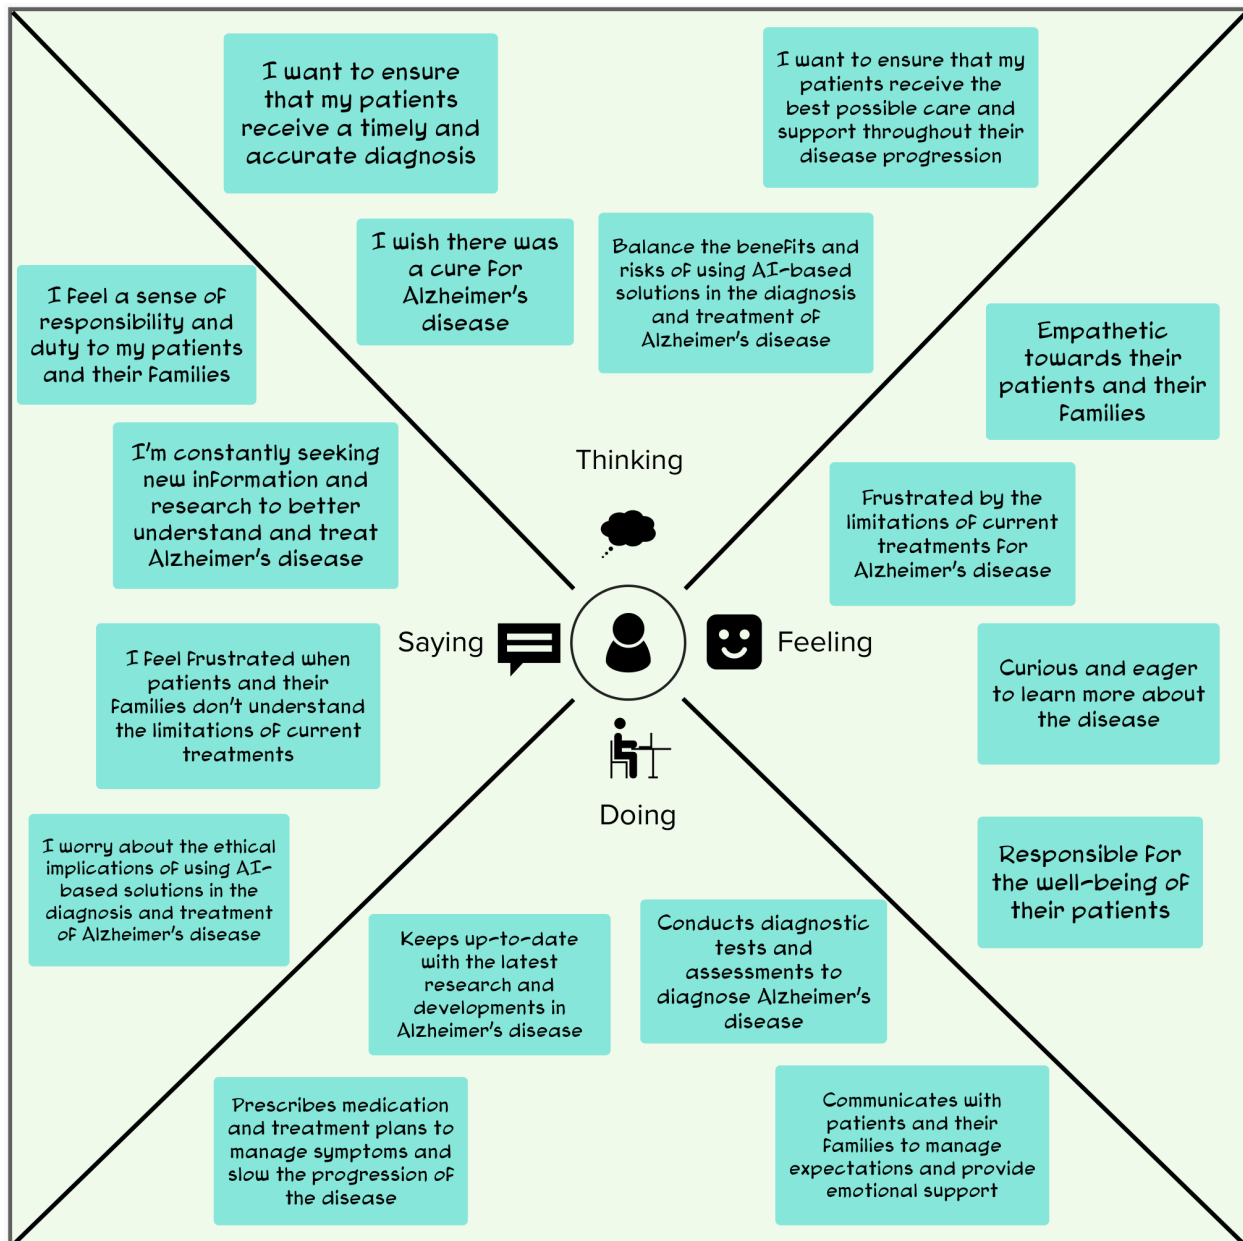 I want to ensure
that my patients
receive a timely and
accurate diagnosis
I want to ensure that my
patients receive the
best possible care and
support throughout their
disease progression
I wish there was
a cure for
Alzheimer's
disease
Balance the benefits and
risks of using AI-based
solutions in the diagnosis
and treatment of
Alzheimer's disease
Thinking
I feel a sense of
responsibility and
duty to my patients
and their families
I'm constantly seeking
new information and
research to better
understand and treat
Alzheimer's disease
Saying
I feel frustrated when
patients and their
families don't understand
the limitations of current
treatments
I worry about the ethical
implications of using AI-
based solutions in the
diagnosis and treatment
of Alzheimer's disease
Empathetic
towards their
patients and their
families
Frustrated by the
limitations of current
treatments for
Alzheimer's disease
Feeling
Curious and eager
to learn more about
the disease
Responsible for
the well-being of
their patients
Doing
Keeps up-to-date
with the latest
research and
developments in
Alzheimer's disease
Conducts diagnostic
tests and
assessments to
diagnose Alzheimer's
disease
Prescribes medication
and treatment plans to
manage symptoms and
slow the progression of
the disease
Communicates with
patients and their
families to manage
expectations and provide
emotional support